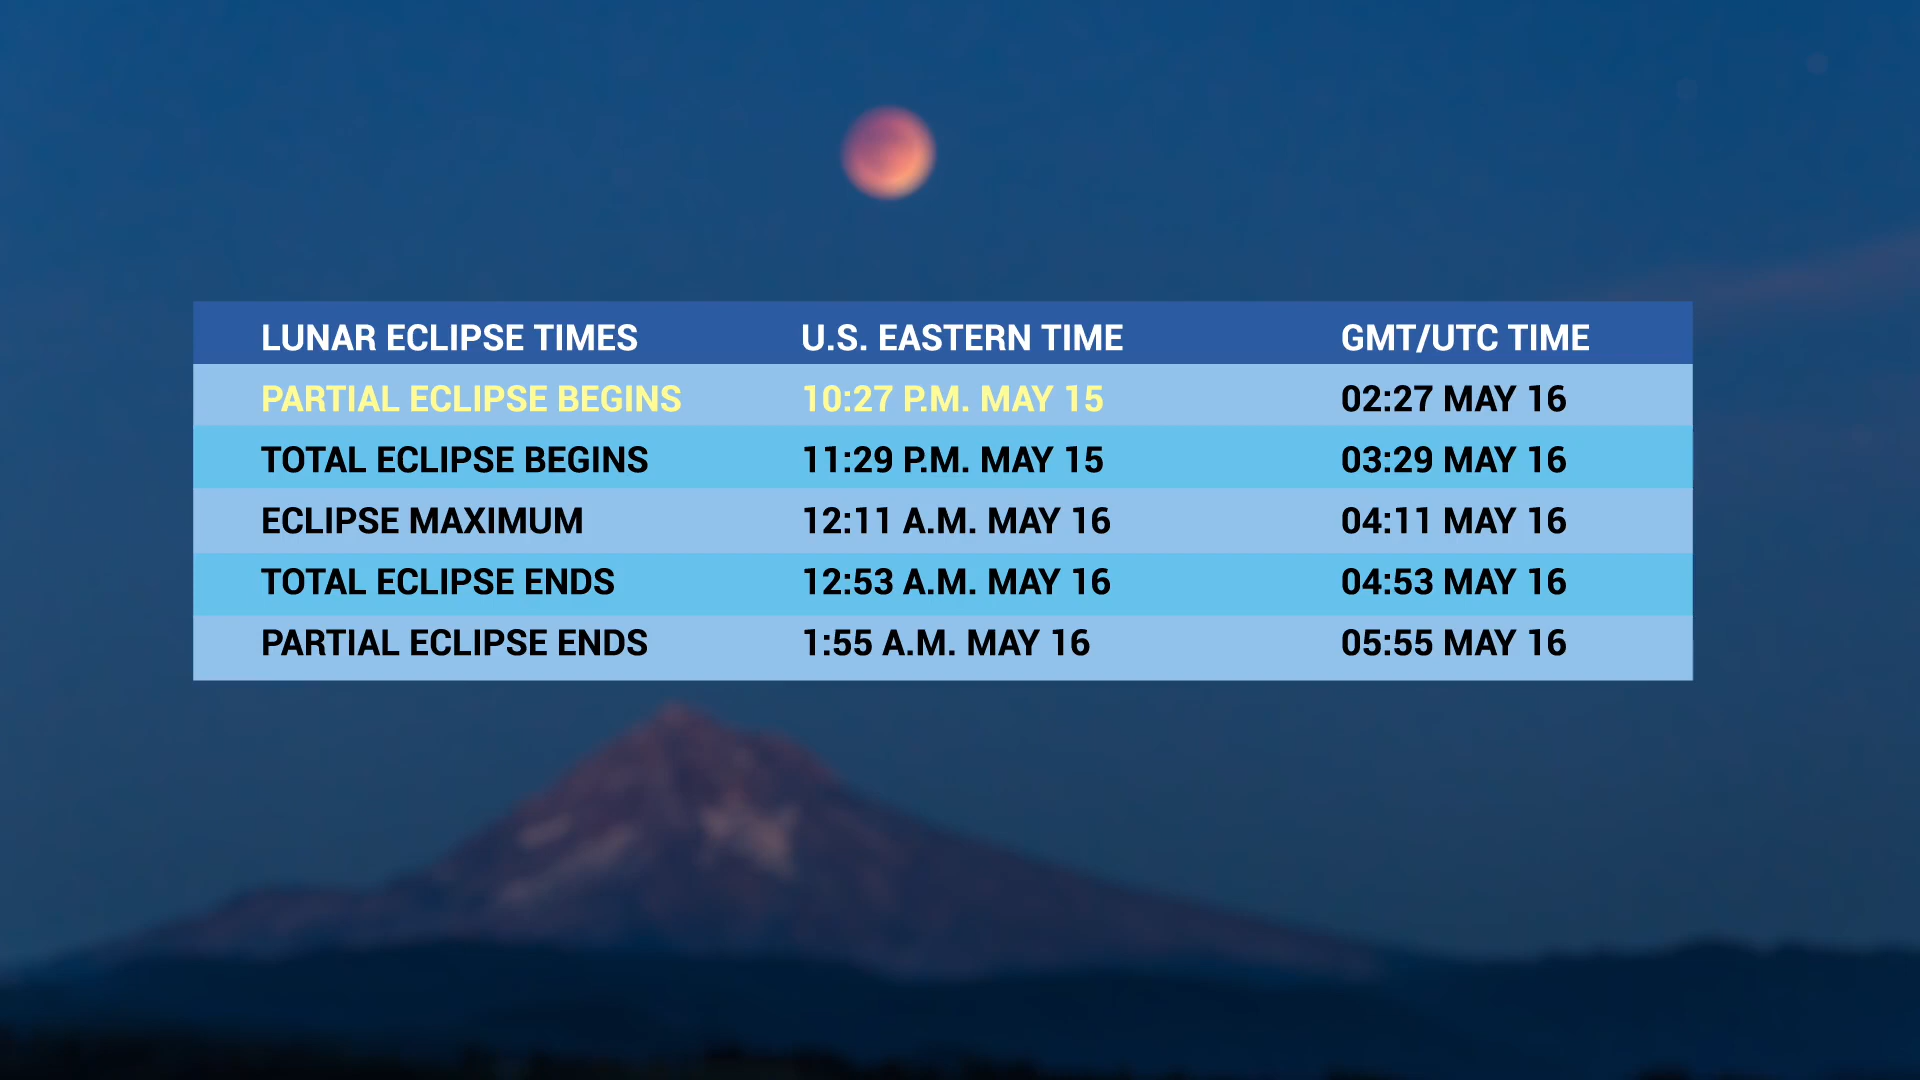 LUNAR ECLIPSE TIMES U.S. EASTERN TIME GMT/UTC TIME
PARTIAL ECLIPSE BEGINS 10:27 P.M. MAY 15 02:27 MAY 16
TOTAL ECLIPSE BEGINS 11:29 P.M. MAY 15 03:29 MAY 16
ECLIPSE MAXIMUM 12:11 A.M. MAY 16 04:11 MAY 16
TOTAL ECLIPSE ENDS 12:53 A.M. MAY 16 04:53 MAY 16
PARTIAL ECLIPSE ENDS 1:55 A.M. MAY 16 05:55 MAY 16